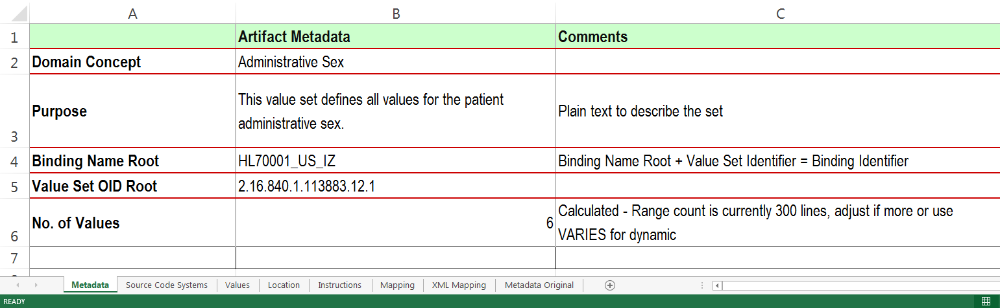 A B C
1 Artifact Metadata Comments
2 Domain Concept Administrative Sex
This value set defines all values for the patient
administrative sex.
3 Purpose Plain text to describe the set
4 Binding Name Root HL70001_US_IZ Binding Name Root + Value Set Identifier = Binding Identifier
5 Value Set OID Root 2.16.840.1.113883.12.1
Calculated - Range count is currently 300 lines, adjust if more or use
VARIES for dynamic
6 No. of Values 6
7
Metadata Source Code Systems Values Location Instructions Mapping XML Mapping Metadata Original
READY